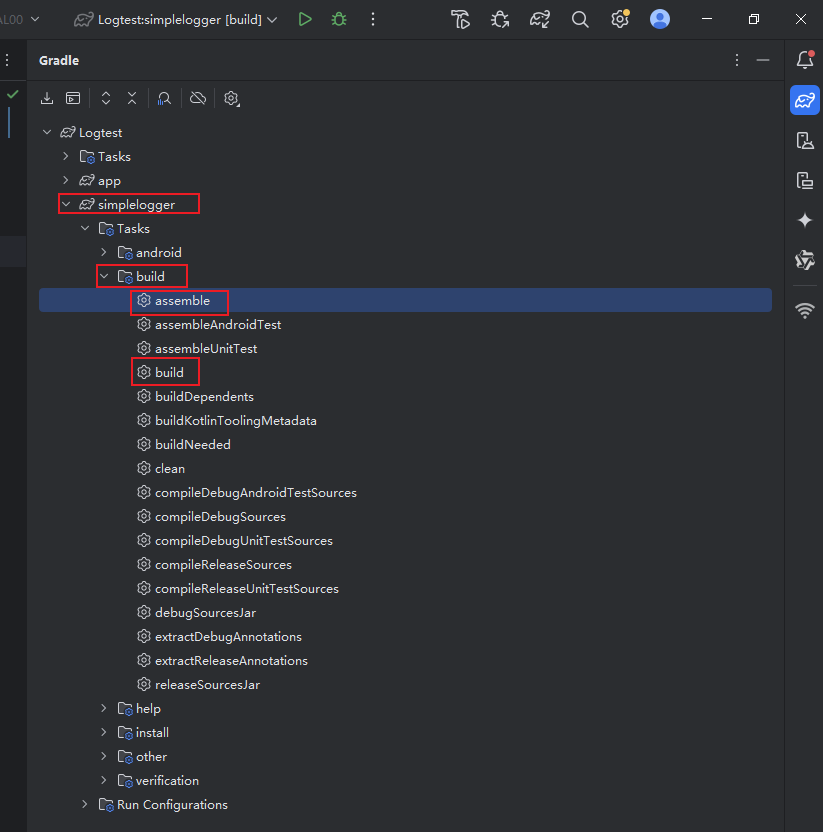 AL00 Logtest:simplelogger [build]
Gradle
Logtest
Tasks
app
simplelogger
Tasks
android
build
assemble
assembleAndroidTest
assembleUnitTest
build
buildDependents
buildKotlinToolingMetadata
buildNeeded
clean
compileDebugAndroidTestSources
compileDebugSources
compileDebugUnitTestSources
compileReleaseSources
compileReleaseUnitTestSources
debugSourcesJar
extractDebugAnnotations
extractReleaseAnnotations
releaseSourcesJar
help
install
other
verification
Run Configurations